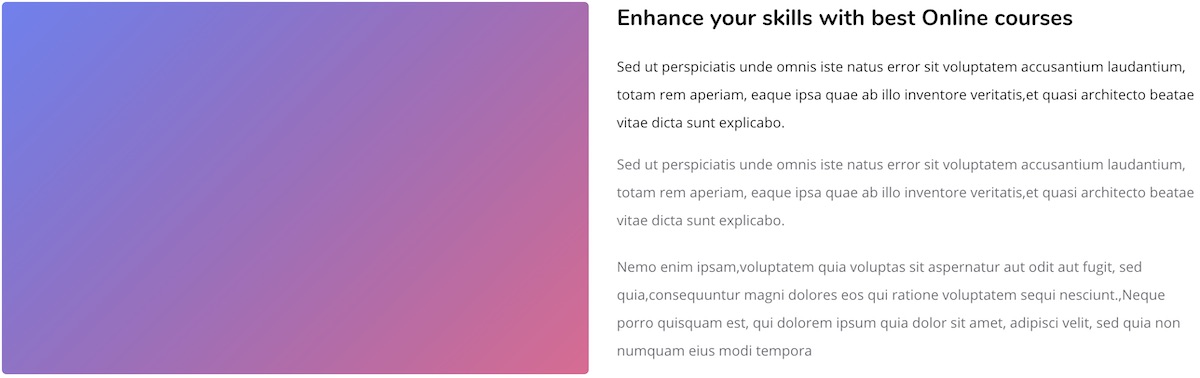 Enhance your skills with best Online courses
Sed ut perspiciatis unde omnis iste natus error sit voluptatem accusantium laudantium,
totam rem aperiam, eaque ipsa quae ab illo inventore veritatis,et quasi architecto beatae
vitae dicta sunt explicabo.
Sed ut perspiciatis unde omnis iste natus error sit voluptatem accusantium laudantium,
totam rem aperiam, eaque ipsa quae ab illo inventore veritatis,et quasi architecto beatae
vitae dicta sunt explicabo.
Nemo enim ipsam,voluptatem quia voluptas sit aspernatur aut odit aut fugit, sed
quia,consequuntur magni dolores eos qui ratione voluptatem sequi nesciunt.,Neque
porro quisquam est, qui dolorem ipsum quia dolor sit amet, adipisci velit, sed quia non
numquam eius modi tempora